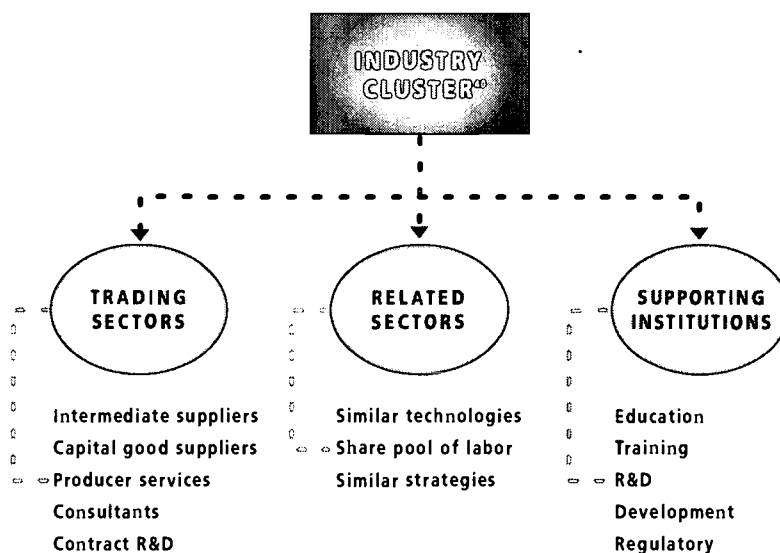 INDUSTRY
CLUSTER⁴⁰
TRADING
SECTORS
Intermediate suppliers
Capital good suppliers
Producer services
Consultants
Contract R&D
RELATED
SECTORS
Similar technologies
Share pool of labor
Similar strategies
SUPPORTING
INSTITUTIONS
Education
Training
R&D
Development
Regulatory